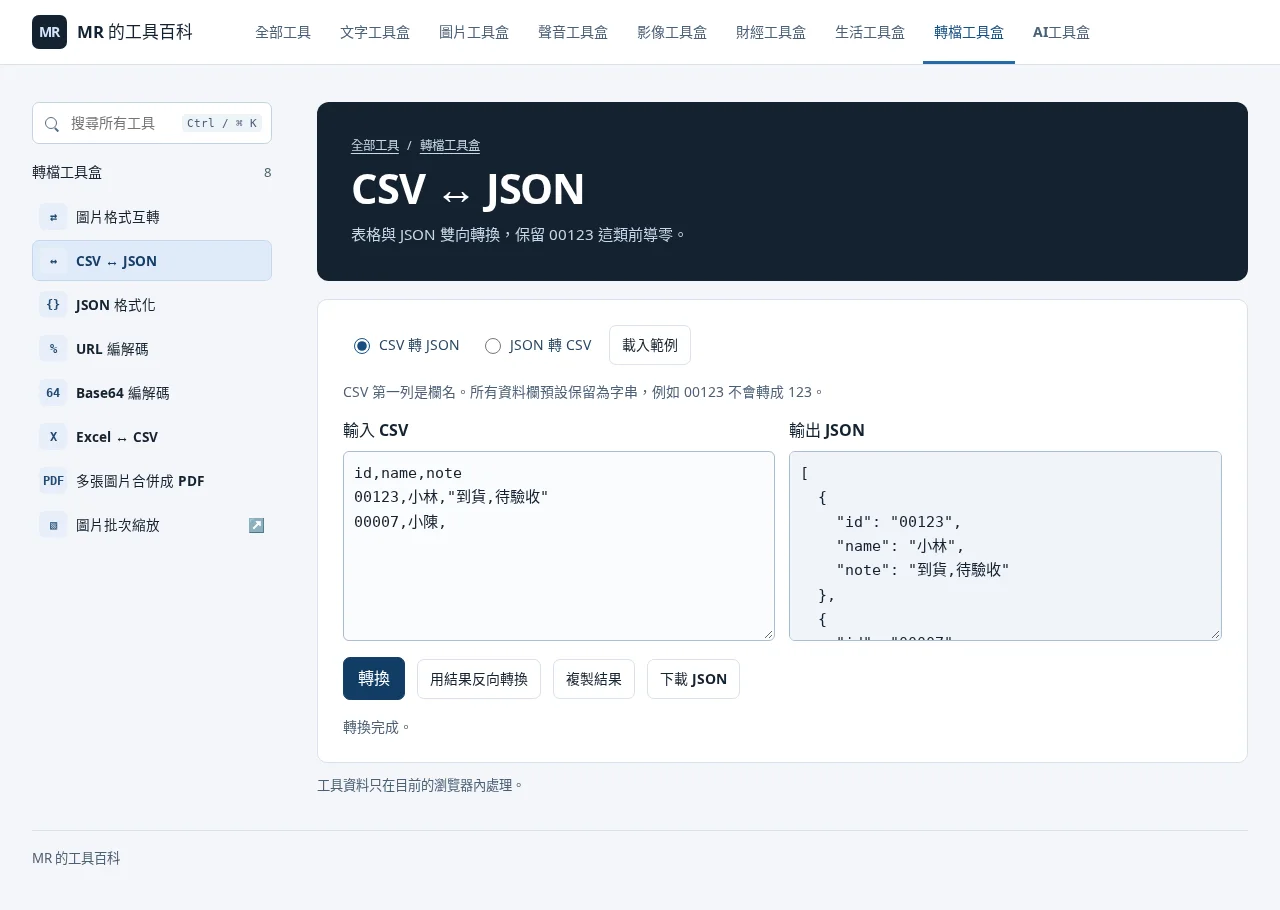 MR MR 的工具百科 全部工具 文字工具盒 圖片工具盒 聲音工具盒 影像工具盒 財經工具盒 生活工具盒 轉檔工具盒 AI工具盒
搜尋所有工具 Ctrl / ⌘ K
轉檔工具盒 8
⇄ 圖片格式互轉
↔ CSV ↔ JSON
{} JSON 格式化
% URL 編解碼
64 Base64 編解碼
X Excel ↔ CSV
PDF 多張圖片合併成 PDF
▧ 圖片批次縮放 ↗
全部工具 / 轉檔工具盒
CSV ↔ JSON
表格與 JSON 雙向轉換，保留 00123 這類前導零。
CSV 轉 JSON JSON 轉 CSV 載入範例
CSV 第一列是欄名。所有資料欄預設保留為字串，例如 00123 不會轉成 123。
輸入 CSV
id,name,note
00123,小林,"到貨,待驗收"
00007,小陳,
輸出 JSON
[
{
"id": "00123",
"name": "小林",
"note": "到貨,待驗收"
},
{
"id": "00007"
轉換 用結果反向轉換 複製結果 下載 JSON
轉換完成。
工具資料只在目前的瀏覽器內處理。
MR 的工具百科